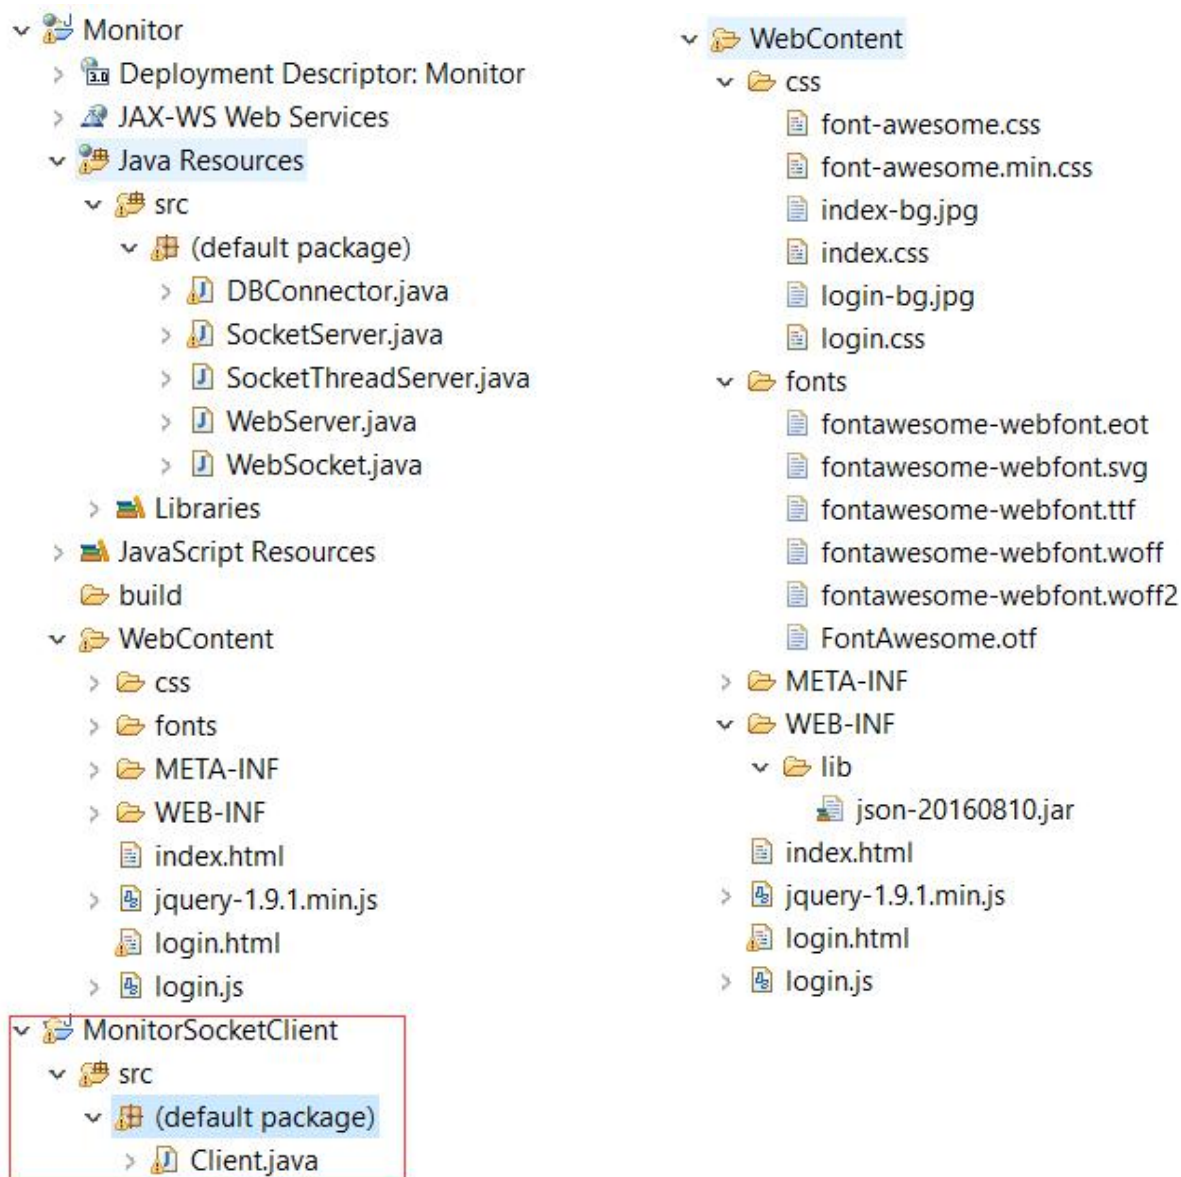 Monitor
Deployment Descriptor: Monitor
JAX-WS Web Services
Java Resources
src
(default package)
DBConnector.java
SocketServer.java
SocketThreadServer.java
WebServer.java
WebSocket.java
Libraries
JavaScript Resources
build
WebContent
css
fonts
META-INF
WEB-INF
index.html
jquery-1.9.1.min.js
login.html
login.js
MonitorSocketClient
src
(default package)
Client.java
WebContent
css
font-awesome.css
font-awesome.min.css
index-bg.jpg
index.css
login-bg.jpg
login.css
fonts
fontawesome-webfont.eot
fontawesome-webfont.svg
fontawesome-webfont.ttf
fontawesome-webfont.woff
fontawesome-webfont.woff2
FontAwesome.otf
META-INF
WEB-INF
lib
json-20160810.jar
index.html
jquery-1.9.1.min.js
login.html
login.js